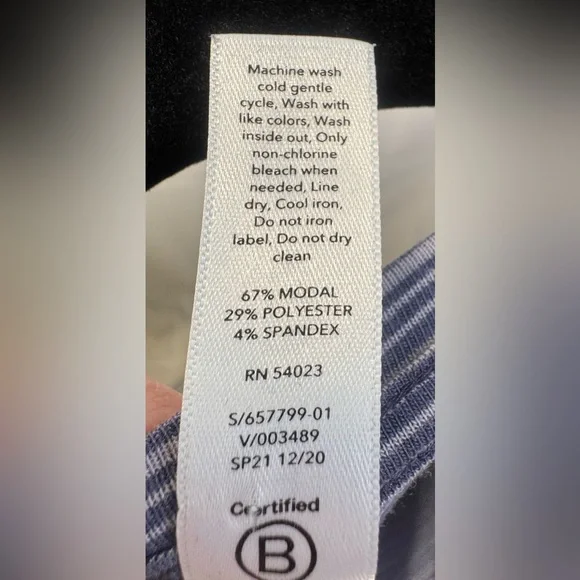 Machine wash
cold gentle
cycle, Wash with
like colors, Wash
inside out, Only
non-chlorine
bleach when
needed, Line
dry, Cool iron,
Do not iron
label, Do not dry
clean
67% MODAL
29% POLYESTER
4% SPANDEX
RN 54023
S/657799-01
V/003489
SP21 12/20
Certified
B